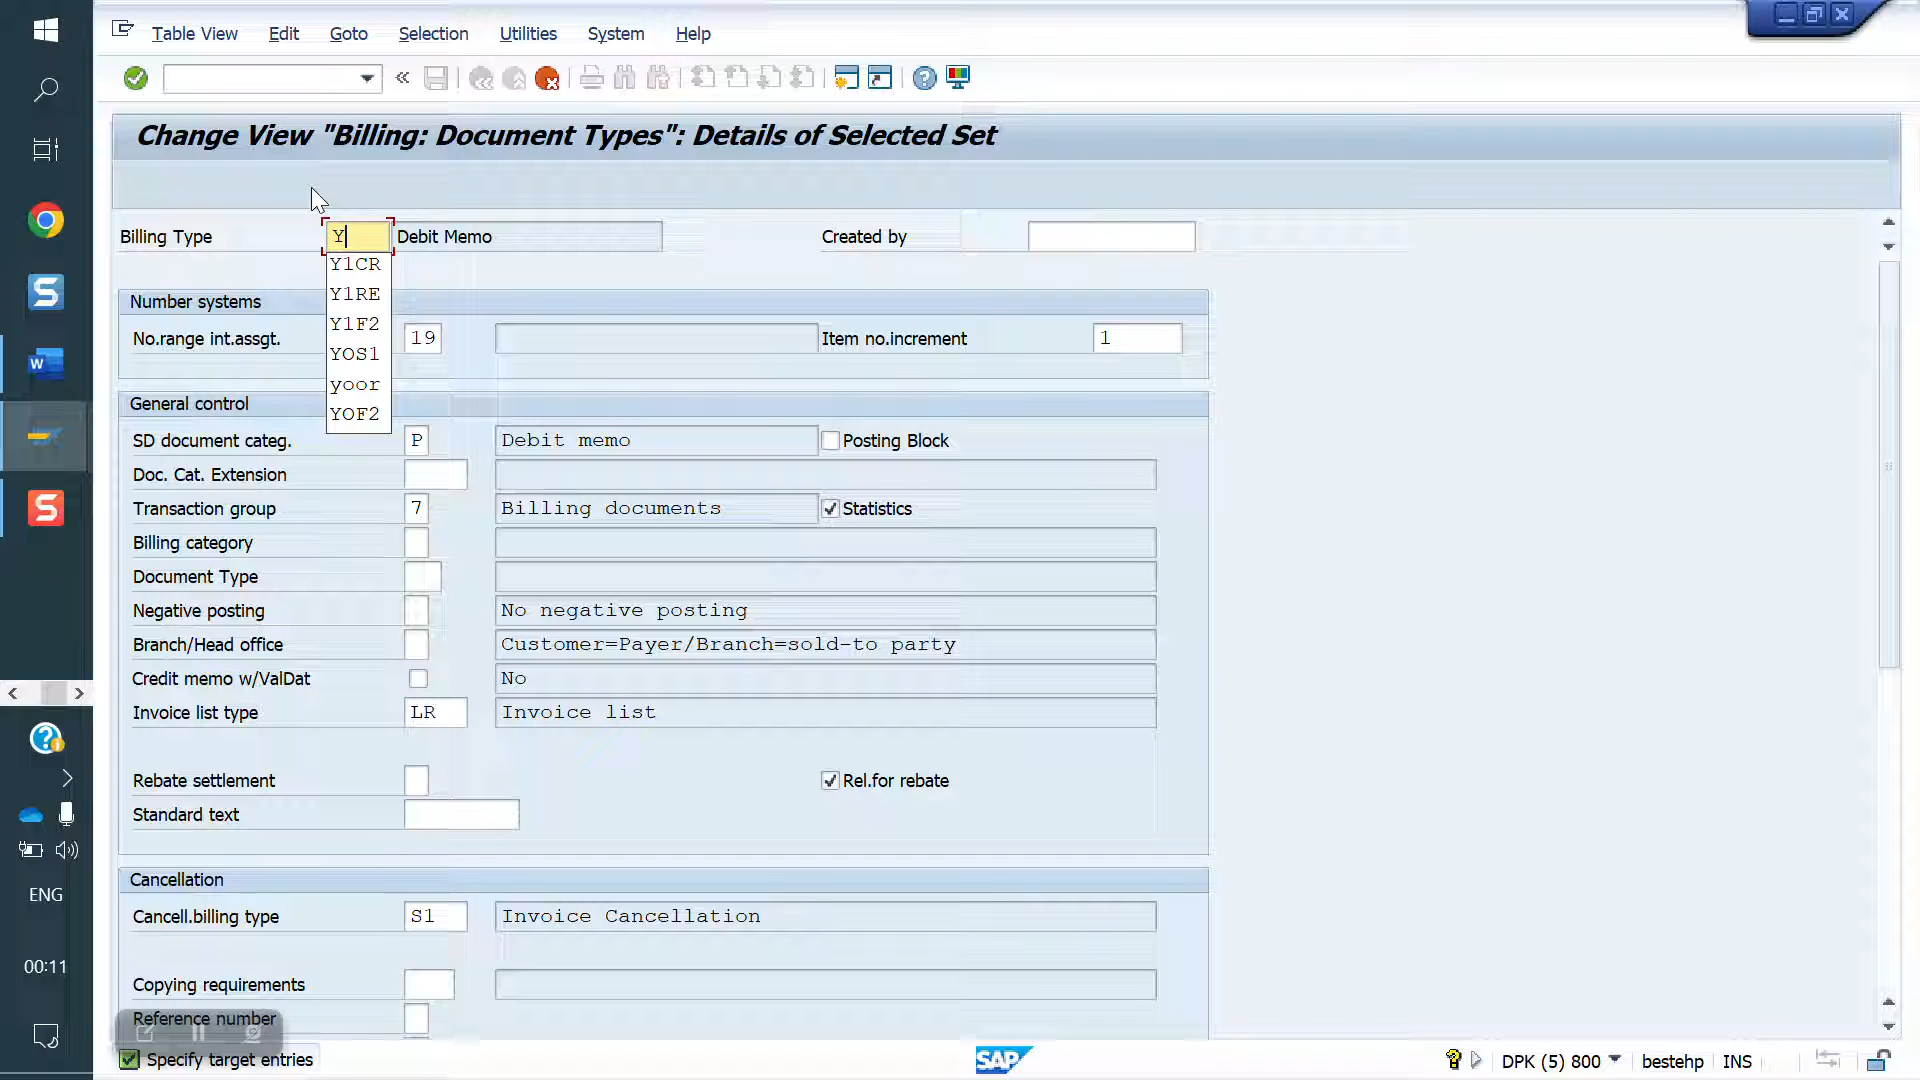 Table View Edit Goto Selection Utilities System Help
Change View "Billing: Document Types": Details of Selected Set
Billing Type Y Debit Memo Created by
Y1CR
Y1RE
Y1F2
YOS1
yoor
YOF2
Number systems
No.range int.assgt. 19 Item no.increment 1
General control
SD document categ. P Debit memo Posting Block
Doc. Cat. Extension
Transaction group 7 Billing documents Statistics
Billing category
Document Type
Negative posting No negative posting
Branch/Head office Customer=Payer/Branch=sold-to party
Credit memo w/ValDat No
Invoice list type LR Invoice list
Rebate settlement Rel.for rebate
Standard text
Cancellation
Cancell.billing type S1 Invoice Cancellation
Copying requirements
Reference number
Specify target entries SAP DPK (5) 800 bestehp INS
ENG
00:11